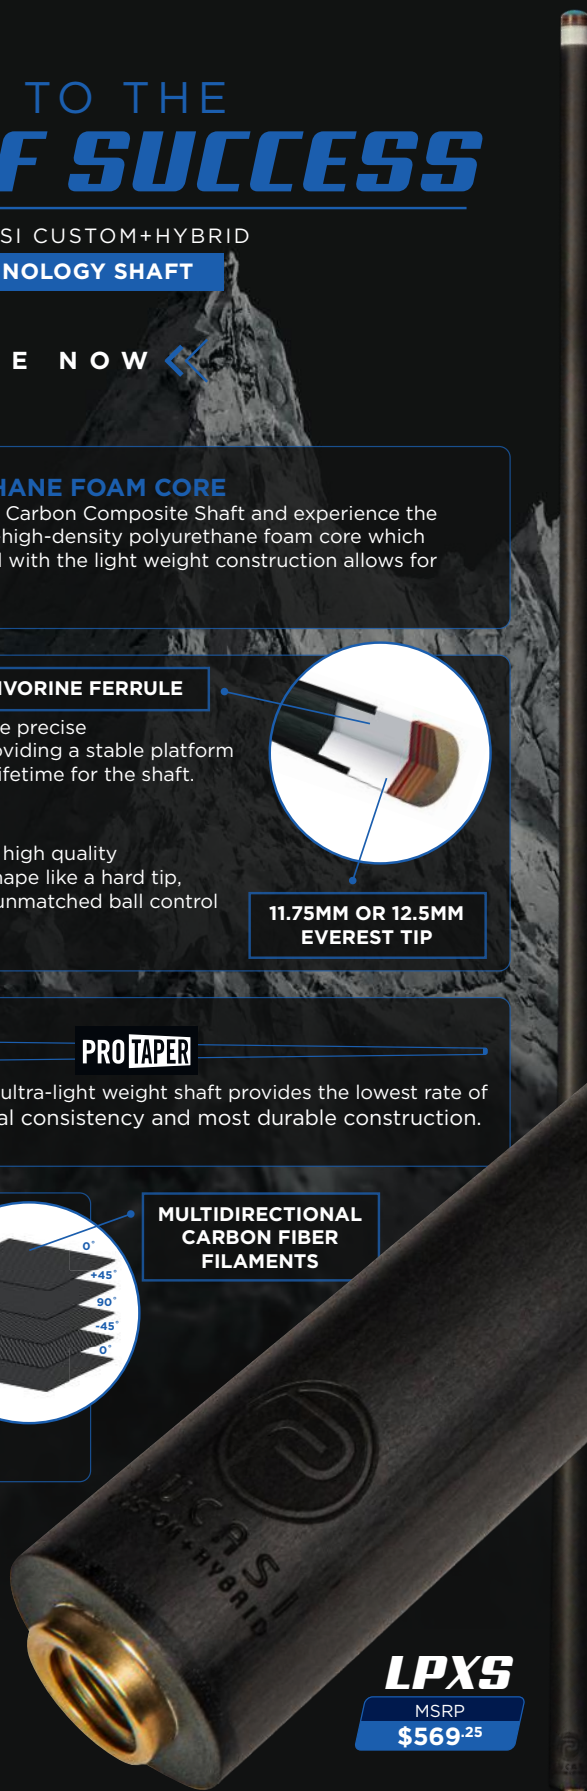 TO THE
F SUCCESS
SI CUSTOM+HYBRID
NOLOGY SHAFT
E NOW
HANE FOAM CORE
Carbon Composite Shaft and experience the
-high-density polyurethane foam core which
with the light weight construction allows for
IVORINE FERRULE
e precise
oviding a stable platform
ifetime for the shaft.
high quality
hape like a hard tip,
unmatched ball control
11.75MM OR 12.5MM
EVEREST TIP
PRO TAPER
ultra-light weight shaft provides the lowest rate of
al consistency and most durable construction.
MULTIDIRECTIONAL
CARBON FIBER
FILAMENTS
0°
+45°
90°
-45°
0°
LUCASI
CUSTOM+HYBRID
LPXS
MSRP
$569.25